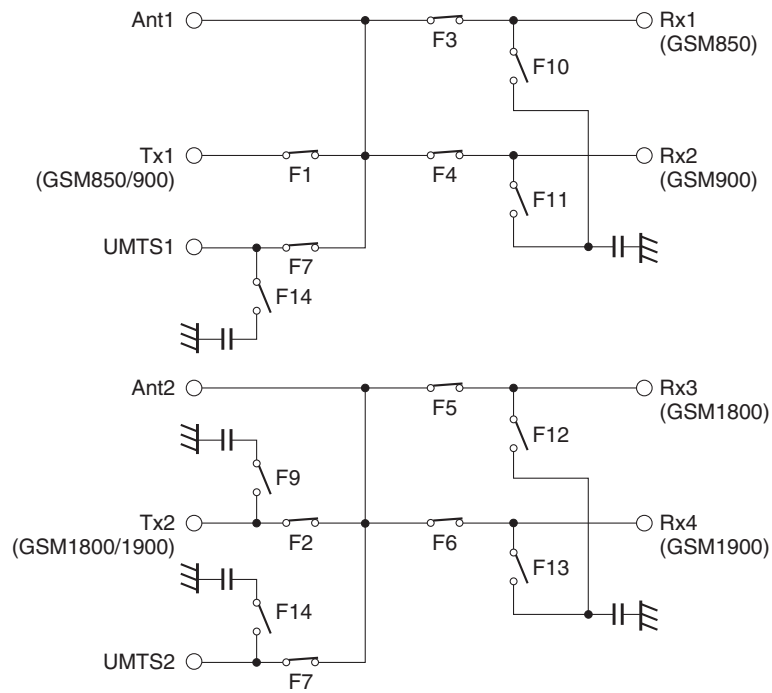 Ant1
F3
Rx1
(GSM850)
F10
Tx1
(GSM850/900)
F1
F4
Rx2
(GSM900)
F11
UMTS1
F7
F14
Ant2
F5
Rx3
(GSM1800)
F12
F9
Tx2
(GSM1800/1900)
F2
F6
Rx4
(GSM1900)
F13
F14
UMTS2
F7